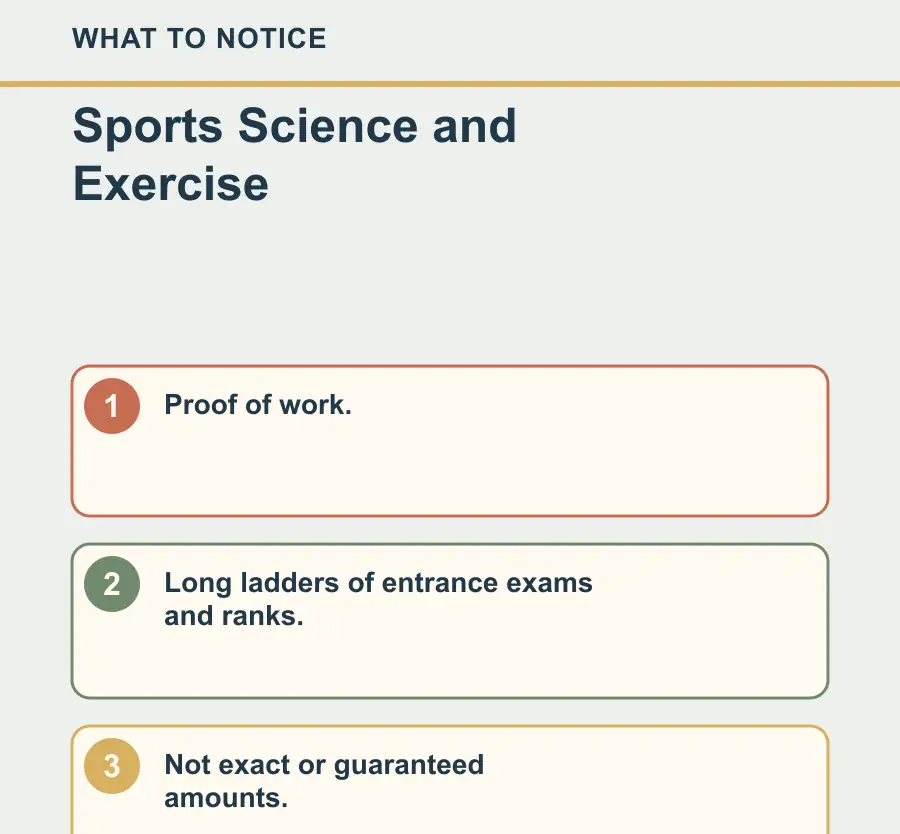 WHAT TO NOTICE
Sports Science and
Exercise
1
Proof of work.
2
Long ladders of entrance exams
and ranks.
3
Not exact or guaranteed
amounts.